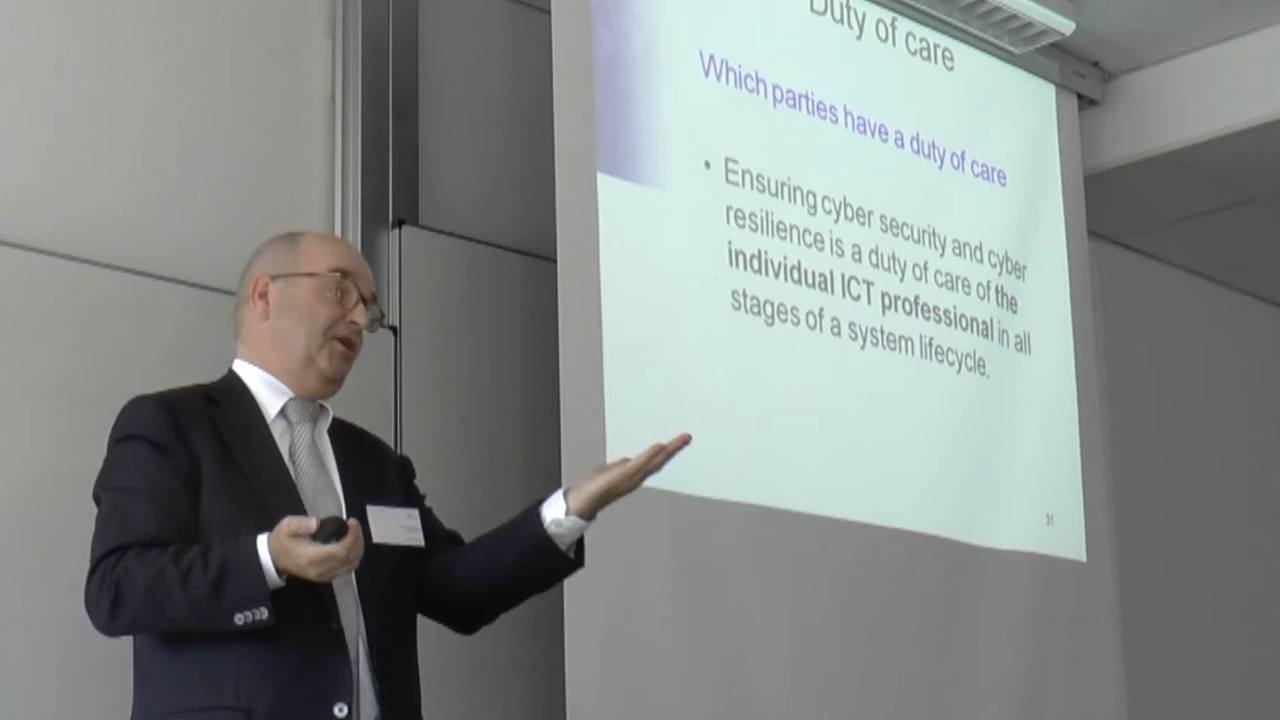 Duty of care
Which parties have a duty of care
• Ensuring cyber security and cyber
resilience is a duty of care of the
individual ICT professional in all
stages of a system lifecycle.
31